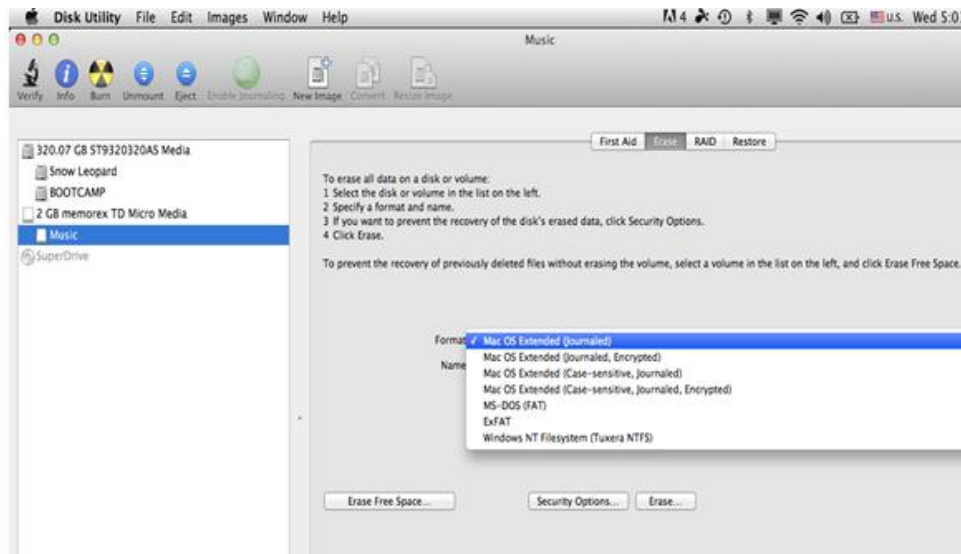 Disk Utility File Edit Images Window Help 4 U.S. Wed 5:01
Music
Verify Info Burn Unmount Eject Enable Journaling New Image Convert Resize Image
First Aid Erase RAID Restore
320.07 GB ST9320320AS Media
Snow Leopard
BOOTCAMP
2 GB memorex TD Micro Media
Music
SuperDrive
To erase all data on a disk or volume:
1 Select the disk or volume in the list on the left.
2 Specify a format and name.
3 If you want to prevent the recovery of the disk's erased data, click Security Options.
4 Click Erase.
To prevent the recovery of previously deleted files without erasing the volume, select a volume in the list on the left, and click Erase Free Space.
Format ✓ Mac OS Extended (Journaled)
Mac OS Extended (Journaled, Encrypted)
Name
Mac OS Extended (Case-sensitive, Journaled)
Mac OS Extended (Case-sensitive, Journaled, Encrypted)
MS-DOS (FAT)
ExFAT
Windows NT Filesystem (Tuxera NTFS)
Erase Free Space... Security Options... Erase...